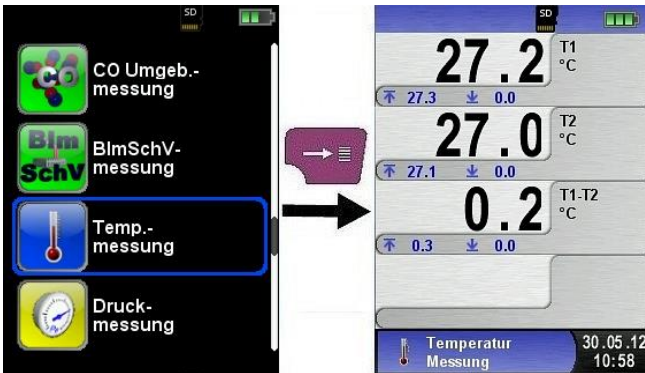 SD
CO Umgeb.-
messung
BImSchV-
messung
Temp.-
messung
Druck-
messung
SD
27.2 T1
°C
27.3 0.0
27.0 T2
°C
27.1 0.0
0.2 T1-T2
°C
0.3 0.0
Temperatur
Messung
30.05.12
10:58